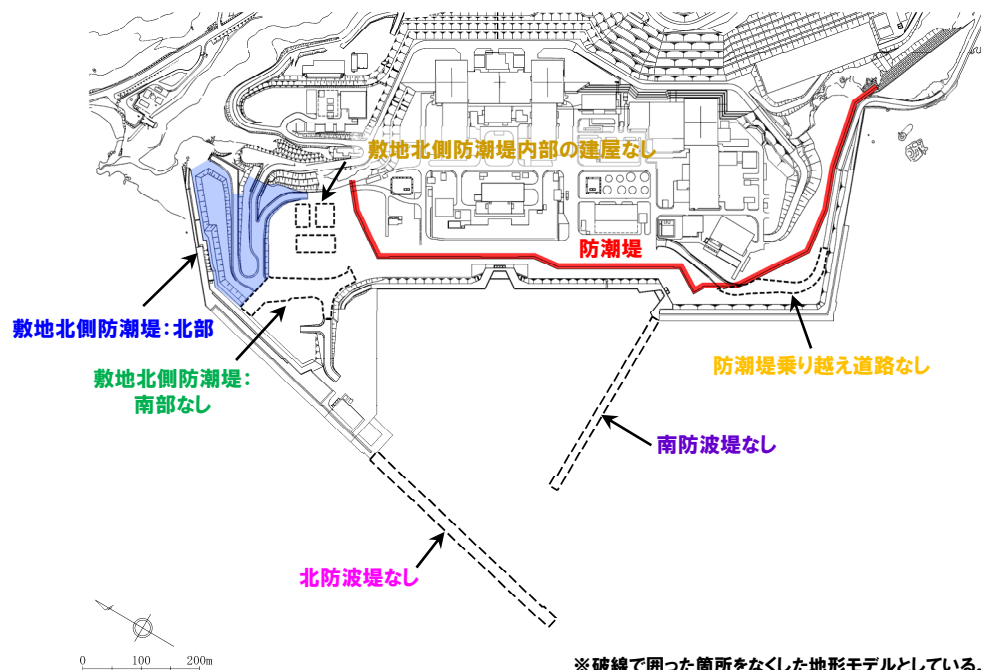 敷地北側防潮堤内部の建屋なし
防潮堤
敷地北側防潮堤:北部
敷地北側防潮堤:
南部なし
防潮堤乗り越え道路なし
南防波堤なし
北防波堤なし
0 100 200m
※破線で囲った箇所をなくした地形モデルとしている。